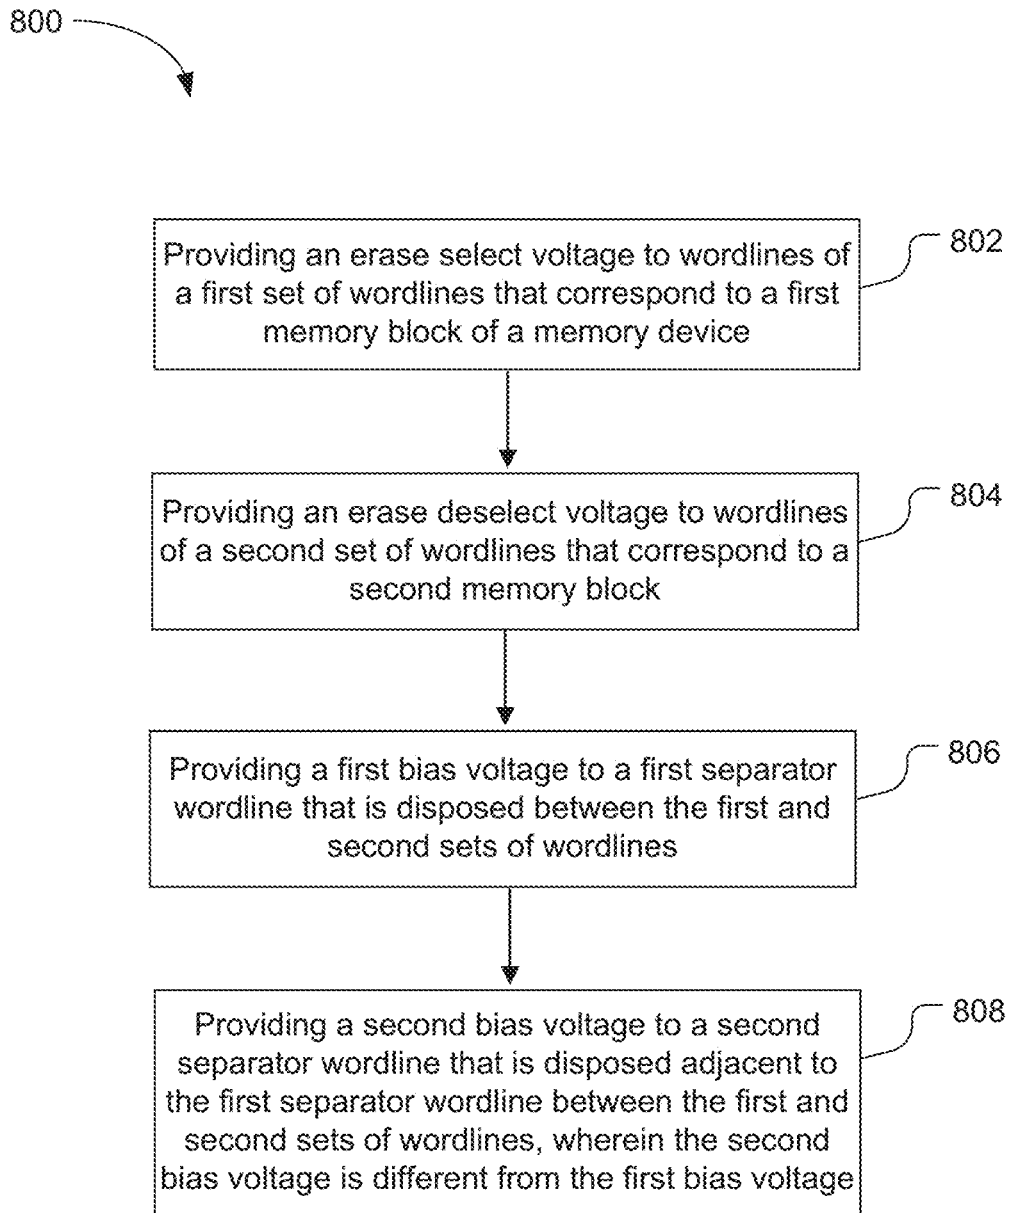 800
802
Providing an erase select voltage to wordlines of
a first set of wordlines that correspond to a first
memory block of a memory device
804
Providing an erase deselect voltage to wordlines
of a second set of wordlines that correspond to a
second memory block
806
Providing a first bias voltage to a first separator
wordline that is disposed between the first and
second sets of wordlines
808
Providing a second bias voltage to a second
separator wordline that is disposed adjacent to
the first separator wordline between the first and
second sets of wordlines, wherein the second
bias voltage is different from the first bias voltage